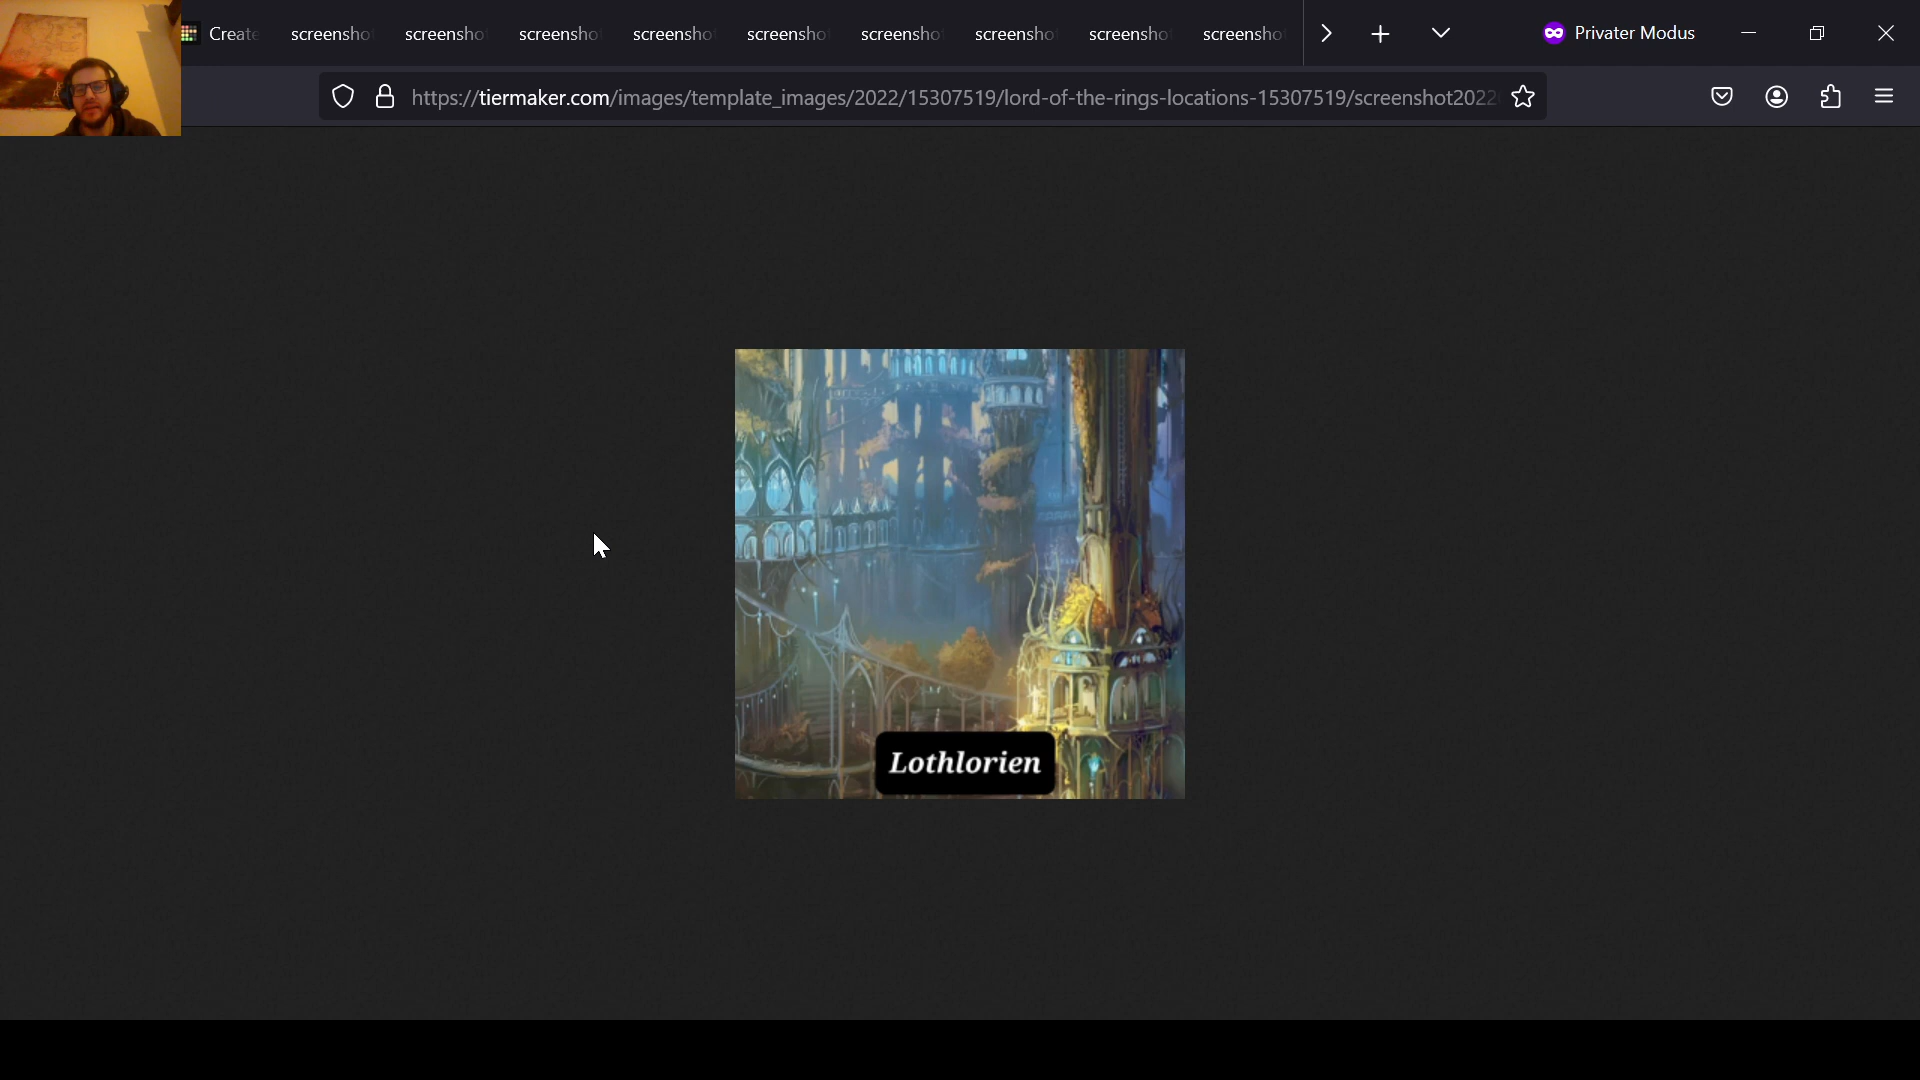 Create
screensho
screensho
screensho
screensho
screensho
screensho
screensho
screensho
screensho
Privater Modus
https://tiermaker.com/images/template_images/2022/15307519/lord-of-the-rings-locations-15307519/screenshot2022
Lothlorien